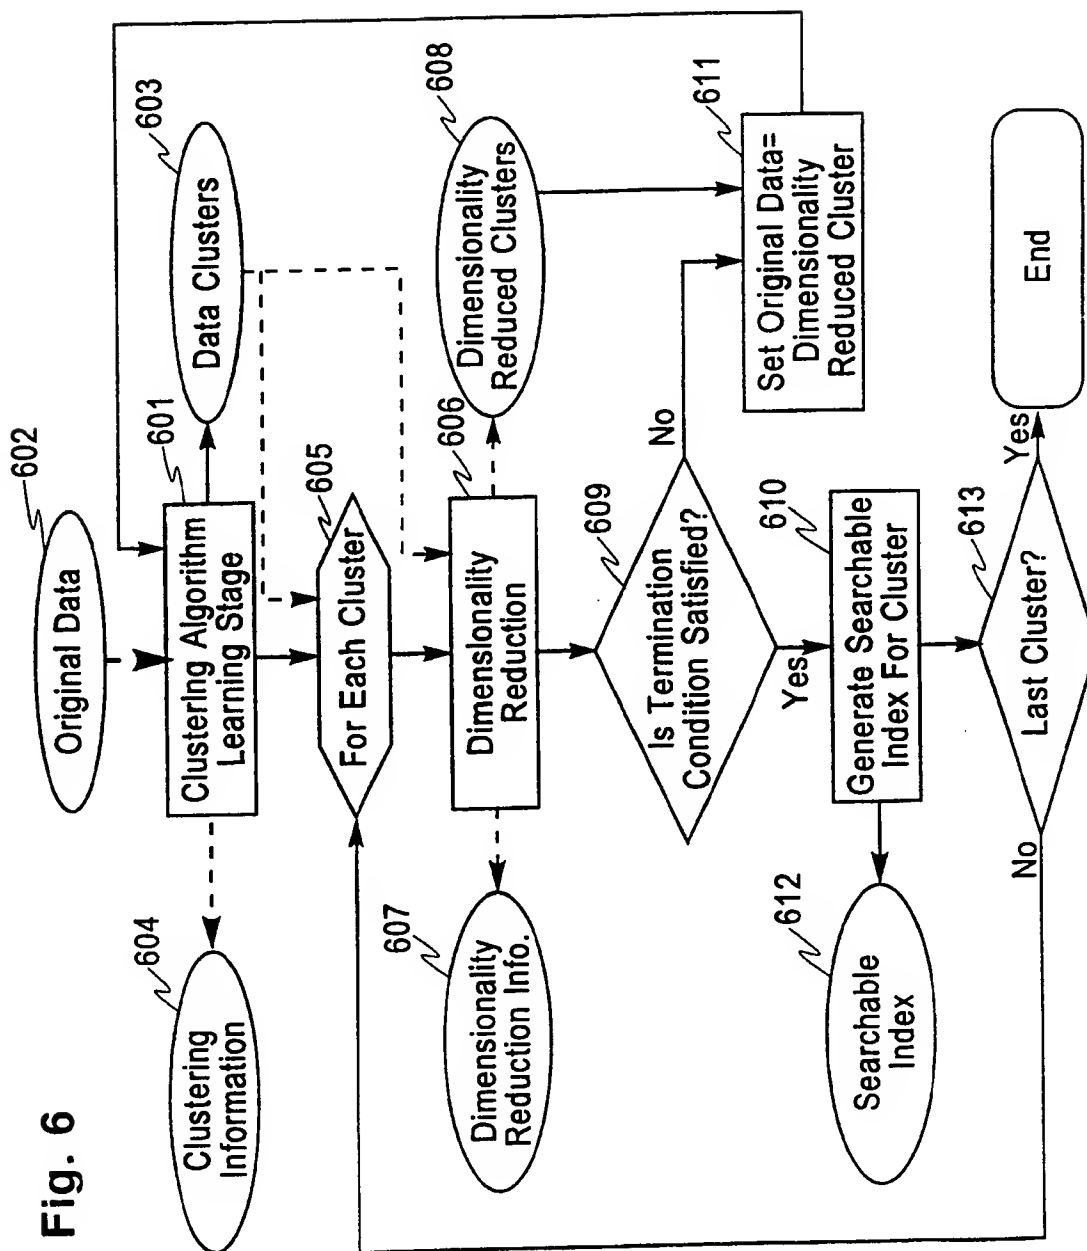 Fig. 6
602
Original Data
601
Clustering Algorithm
Learning Stage
603
Data Clusters
604
Clustering
Information
605
For Each Cluster
606
Dimensionality
Reduction
607
Dimensionality
Reduction Info.
608
Dimensionality
Reduced Clusters
609
Is Termination
Condition Satisfied?
No
Yes
611
Set Original Data=
Dimensionality
Reduced Cluster
610
Generate Searchable
Index For Cluster
612
Searchable
Index
613
Last Cluster?
No
Yes
End